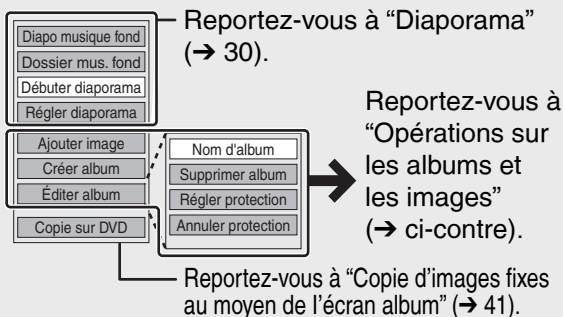 Diapo musique fond
Dossier mus. fond
Débuter diaporama
Régler diaporama
Ajouter image
Créer album
Éditer album
Copie sur DVD
Nom d'album
Supprimer album
Régler protection
Annuler protection
Reportez-vous à “Diaporama”
(➔ 30).
Reportez-vous à
“Opérations sur
les albums et
les images”
(➔ ci-contre).
Reportez-vous à “Copie d’images fixes
au moyen de l’écran album” (➔ 41).